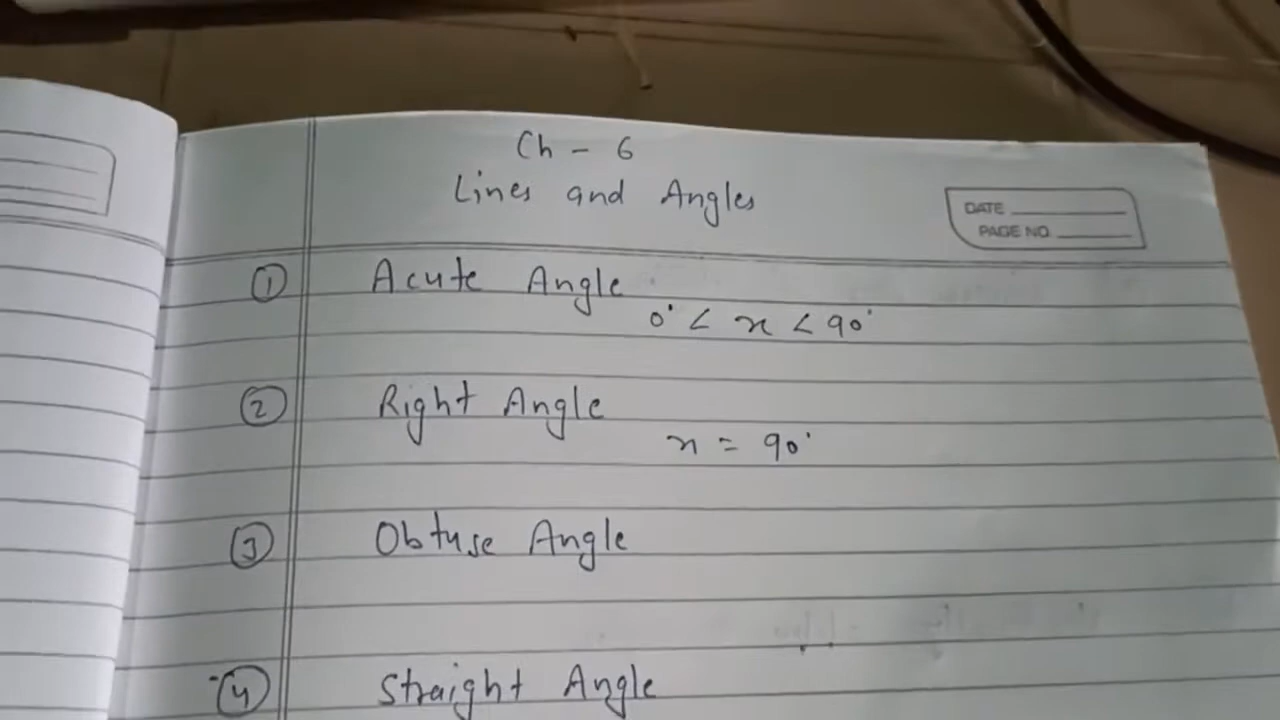 Ch - 6
Lines and Angles
DATE
PAGE NO
① Acute Angle
0° < x < 90°
② Right Angle
x = 90°
③ Obtuse Angle
④ Straight Angle